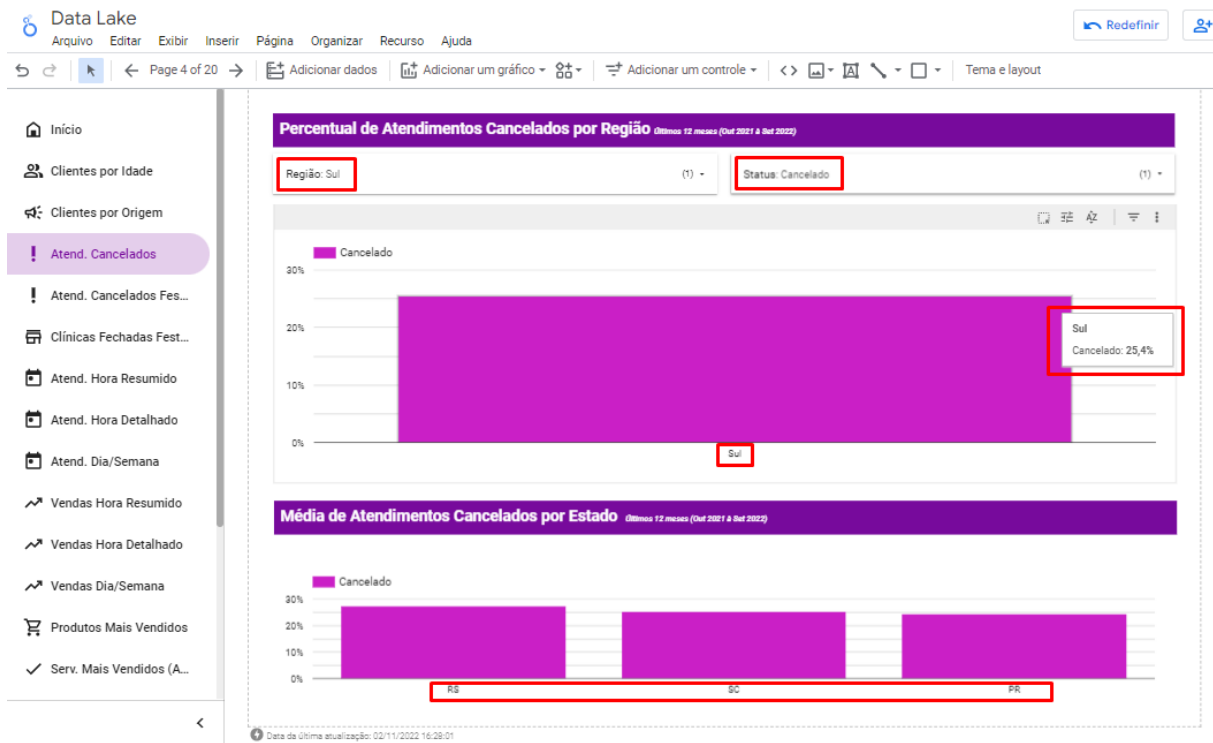 Data Lake
Redefinir
Arquivo Editar Exibir Inserir Página Organizar Recurso Ajuda
Page 4 of 20 Adicionar dados Adicionar um gráfico Adicionar um controle Tema e layout
Início
Clientes por Idade
Clientes por Origem
Atend. Cancelados
Atend. Cancelados Fes...
Clínicas Fechadas Fest...
Atend. Hora Resumido
Atend. Hora Detalhado
Atend. Dia/Semana
Vendas Hora Resumido
Vendas Hora Detalhado
Vendas Dia/Semana
Produtos Mais Vendidos
Serv. Mais Vendidos (A...
Percentual de Atendimentos Cancelados por Região Últimos 12 meses (Out 2021 à Set 2022)
Região: Sul (1) Status: Cancelado (1)
Cancelado
30%
20%
10%
0%
Sul
Sul
Cancelado: 25,4%
Média de Atendimentos Cancelados por Estado Últimos 12 meses (Out 2021 à Set 2022)
Cancelado
30%
20%
10%
0%
RS SC PR
Data da última atualização: 02/11/2022 16:29:01